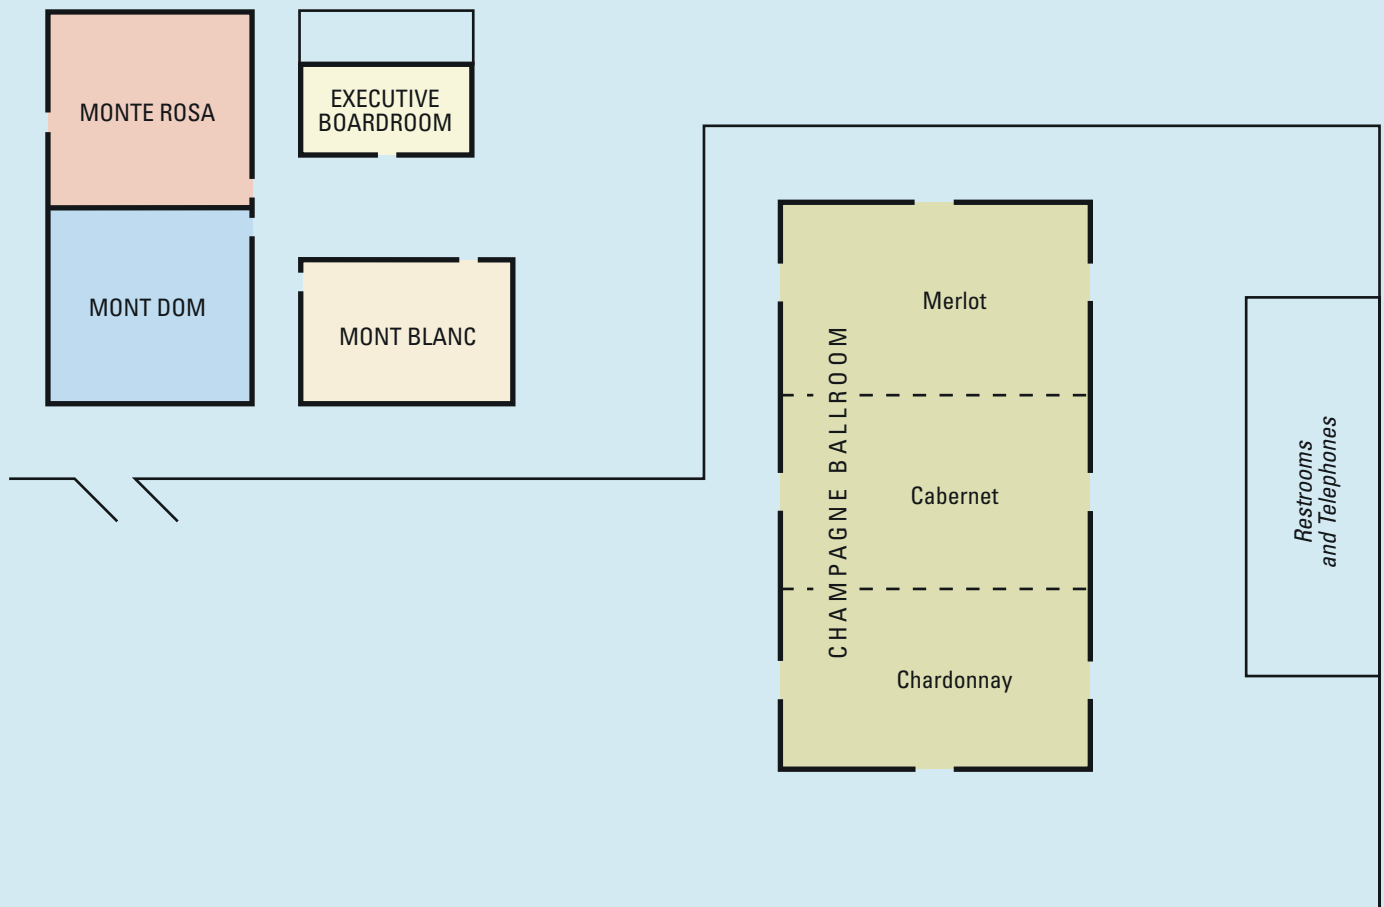 MONTE ROSA
EXECUTIVE
BOARDROOM
MONT DOM
MONT BLANC
CHAMPAGNE BALLROOM
Merlot
Cabernet
Chardonnay
Restrooms
and Telephones